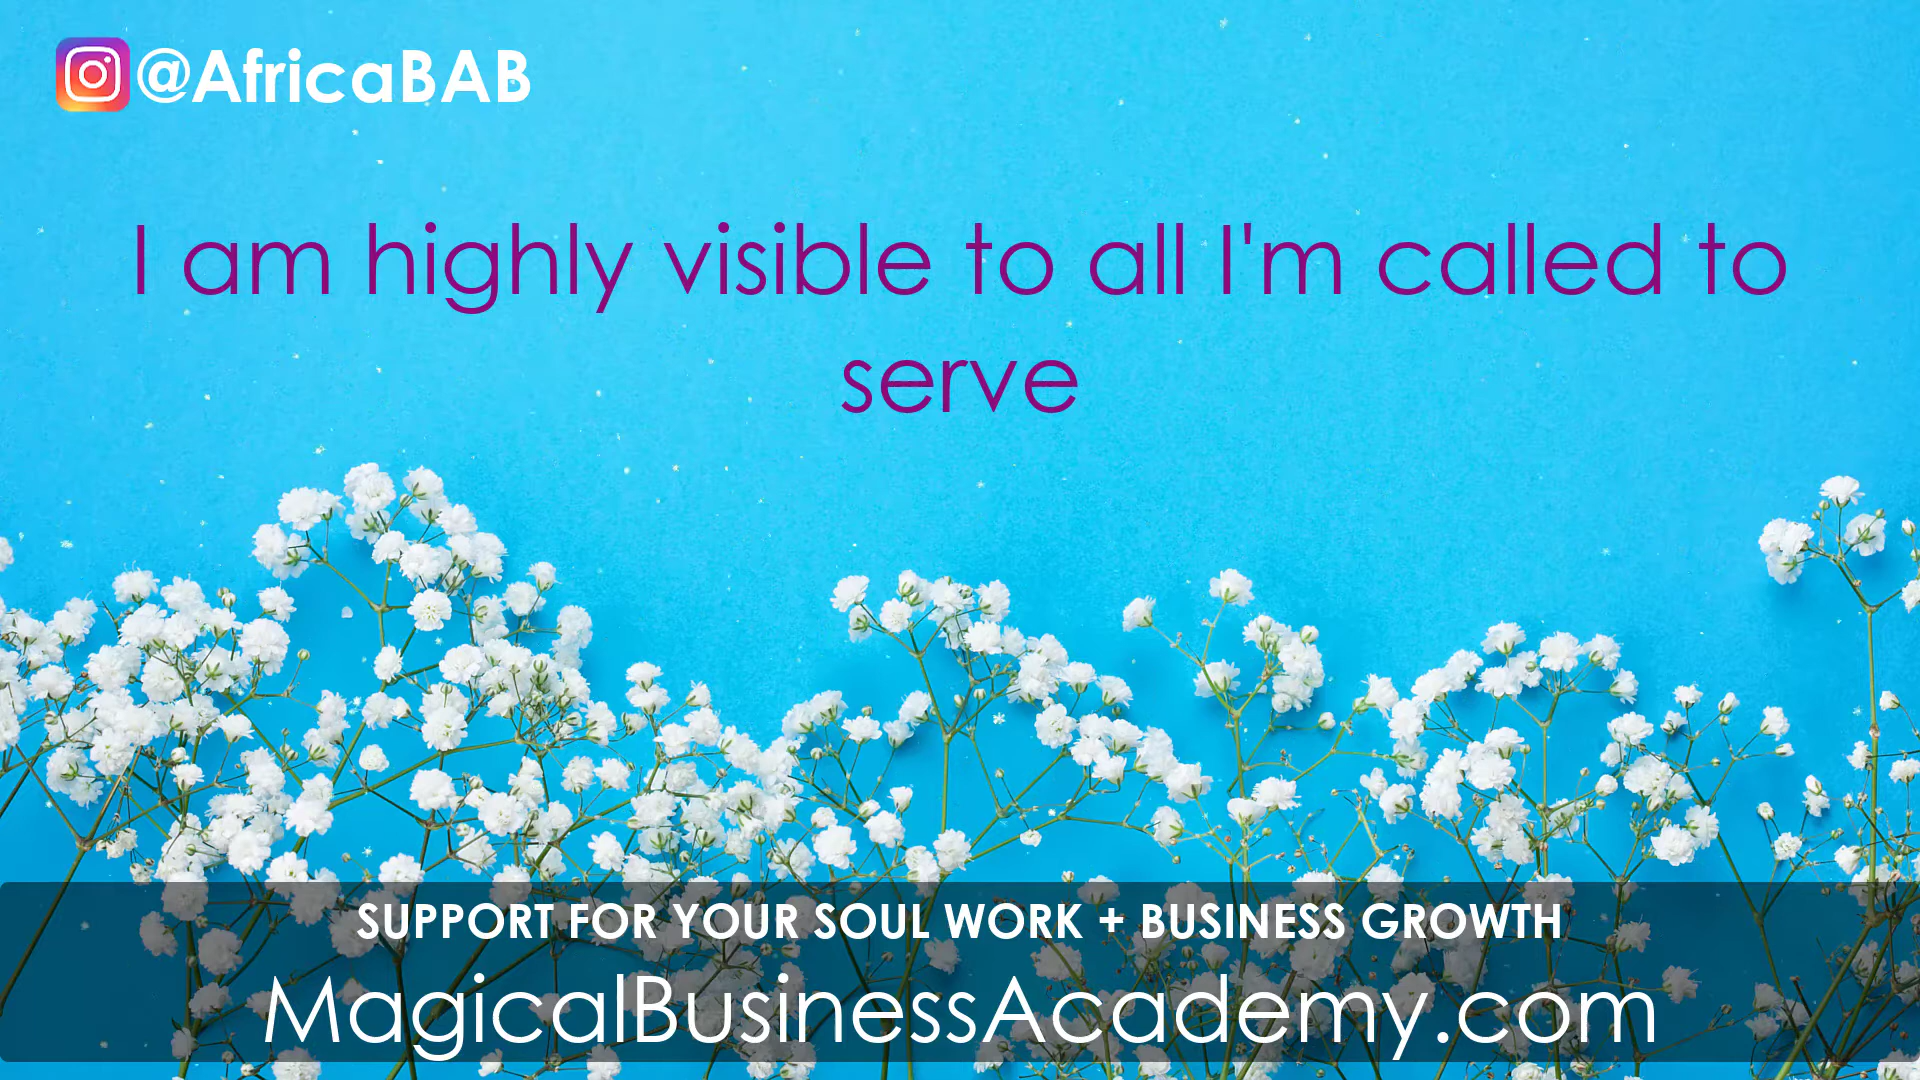 @AfricaBAB
I am highly visible to all I'm called to
serve
SUPPORT FOR YOUR SOUL WORK + BUSINESS GROWTH
MagicalBusinessAcademy.com